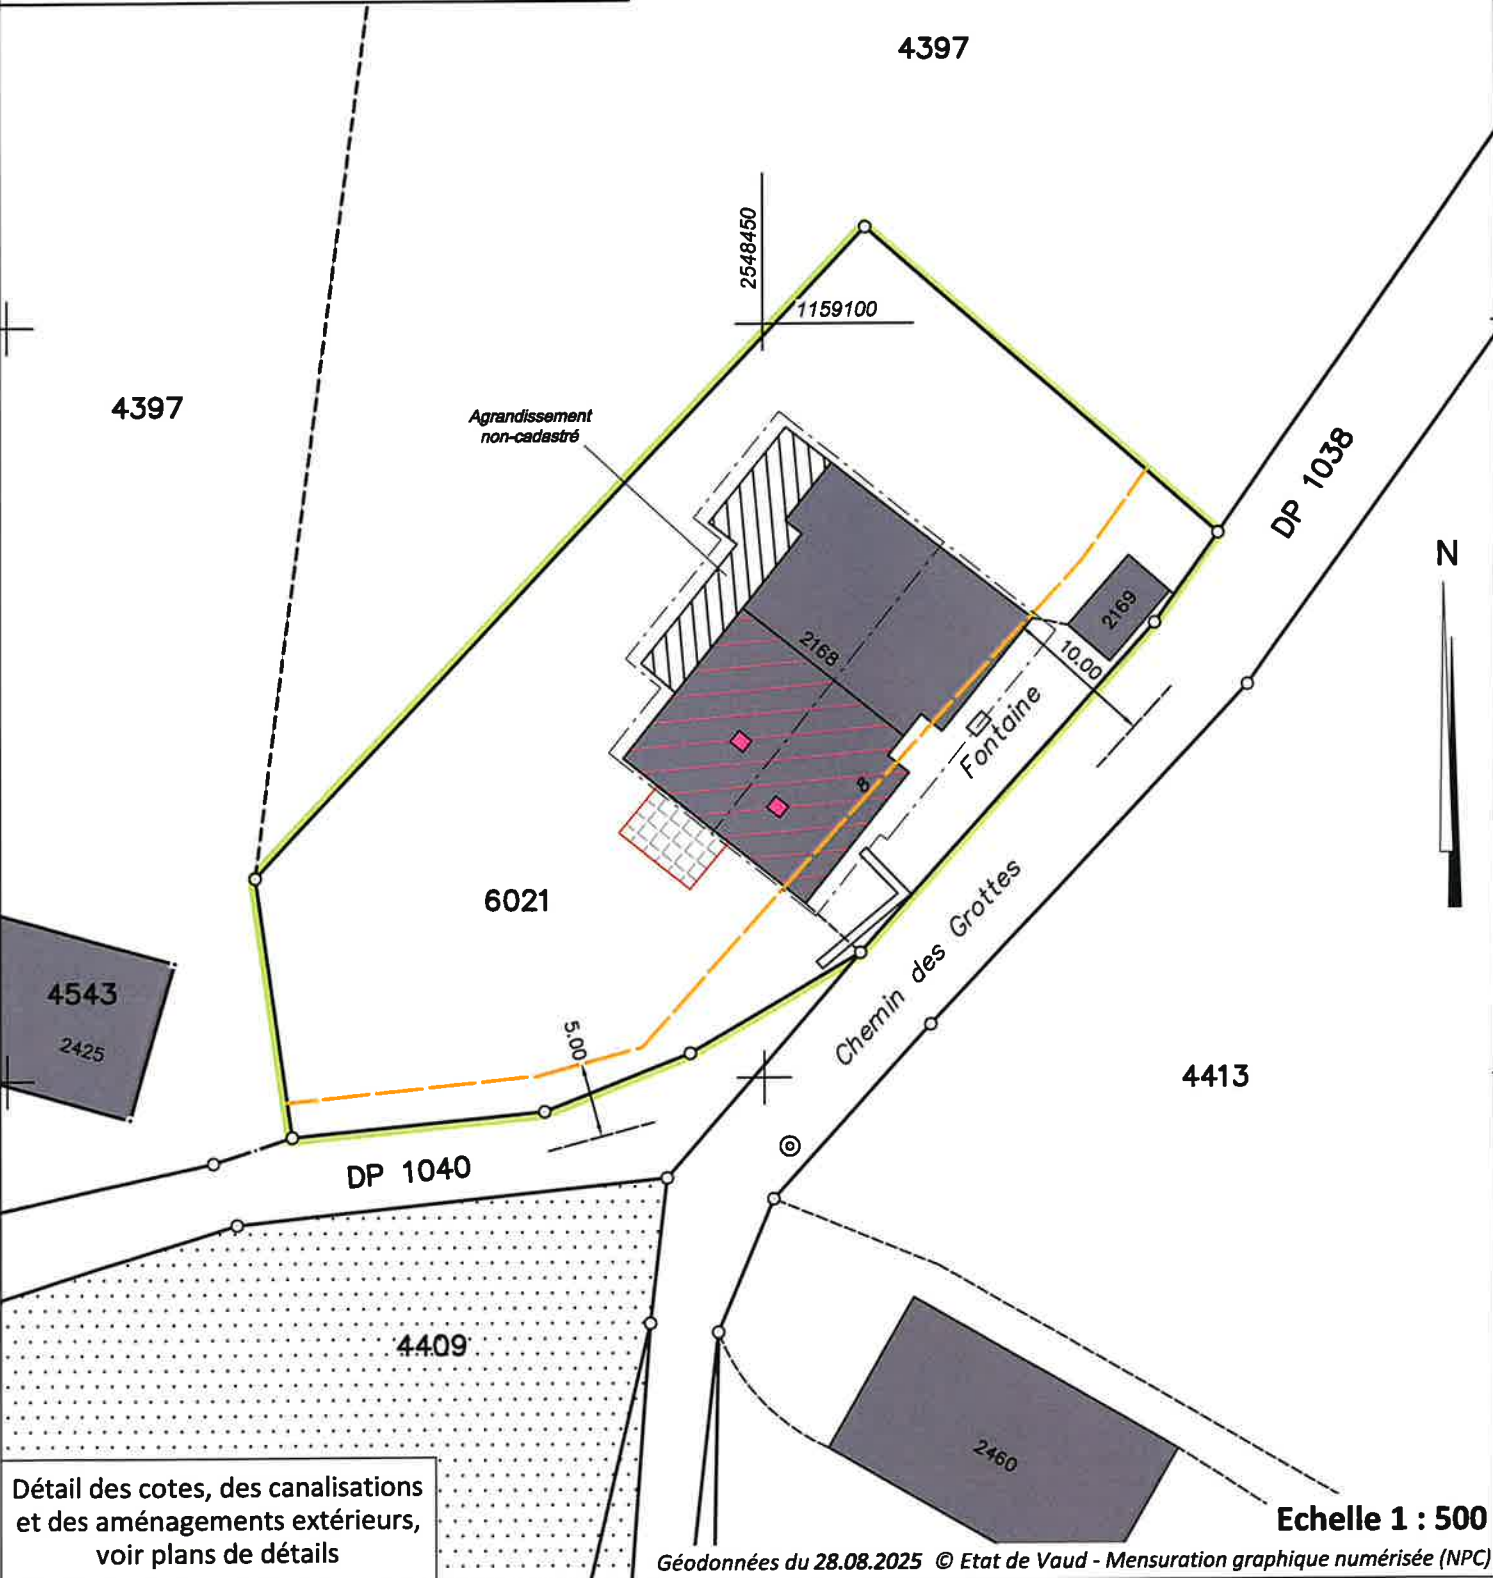 4397
2548450
1159100
4397
Agrandissement
non-cadastré
DP 1038
N
2169
2168
10.00
Fontaine
8
6021
Chemin des Grottes
4543
2425
5.00
4413
DP 1040
4409
2460
Détail des cotes, des canalisations
et des aménagements extérieurs,
voir plans de détails
Echelle 1 : 500
Géodonnées du 28.08.2025 © Etat de Vaud - Mensuration graphique numérisée (NPC)